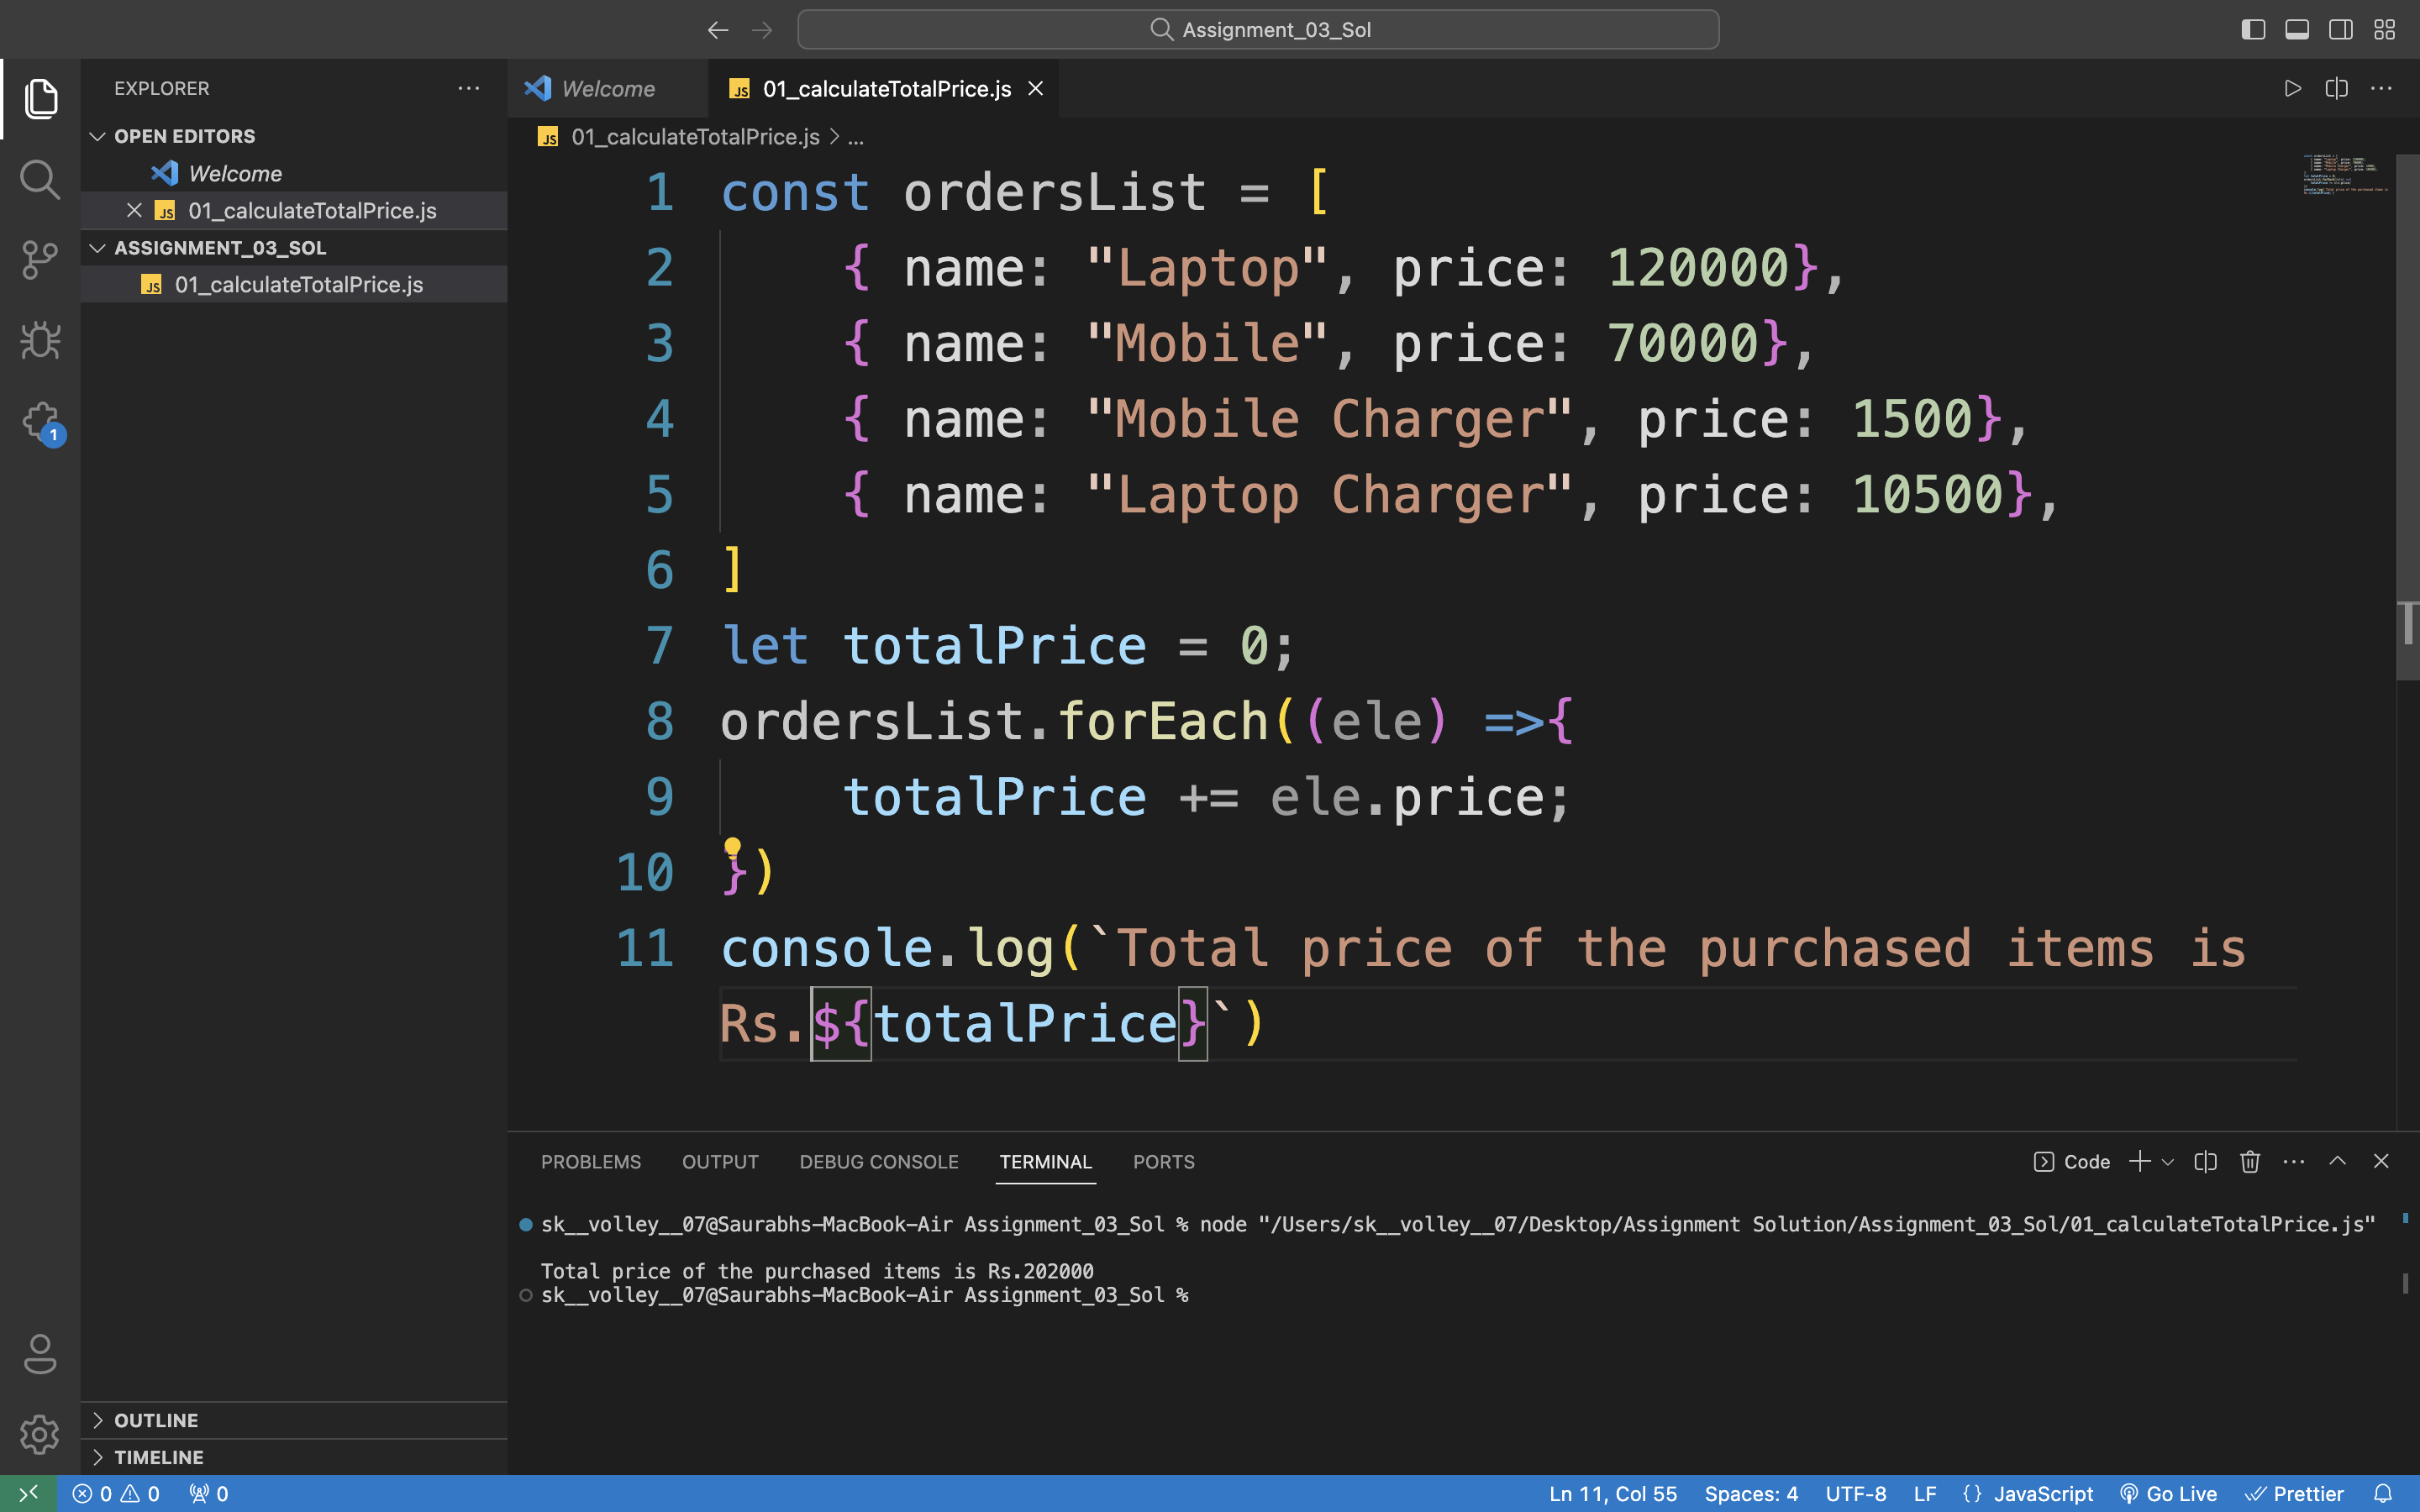 Assignment_03_Sol
EXPLORER
OPEN EDITORS
Welcome
01_calculateTotalPrice.js
ASSIGNMENT_03_SOL
01_calculateTotalPrice.js
1
OUTLINE
TIMELINE
Welcome
JS 01_calculateTotalPrice.js
JS 01_calculateTotalPrice.js > ...
1 const ordersList = [
2 { name: "Laptop", price: 120000},
3 { name: "Mobile", price: 70000},
4 { name: "Mobile Charger", price: 1500},
5 { name: "Laptop Charger", price: 10500},
6 ]
7 let totalPrice = 0;
8 ordersList.forEach((ele) =>{
9 totalPrice += ele.price;
10 })
11 console.log(`Total price of the purchased items is
Rs.${totalPrice}`)
PROBLEMS OUTPUT DEBUG CONSOLE TERMINAL PORTS Code
sk__volley__07@Saurabhs-MacBook-Air Assignment_03_Sol % node "/Users/sk__volley__07/Desktop/Assignment Solution/Assignment_03_Sol/01_calculateTotalPrice.js"
Total price of the purchased items is Rs.202000
sk__volley__07@Saurabhs-MacBook-Air Assignment_03_Sol %
0 0 0 Ln 11, Col 55 Spaces: 4 UTF-8 LF {} JavaScript Go Live Prettier